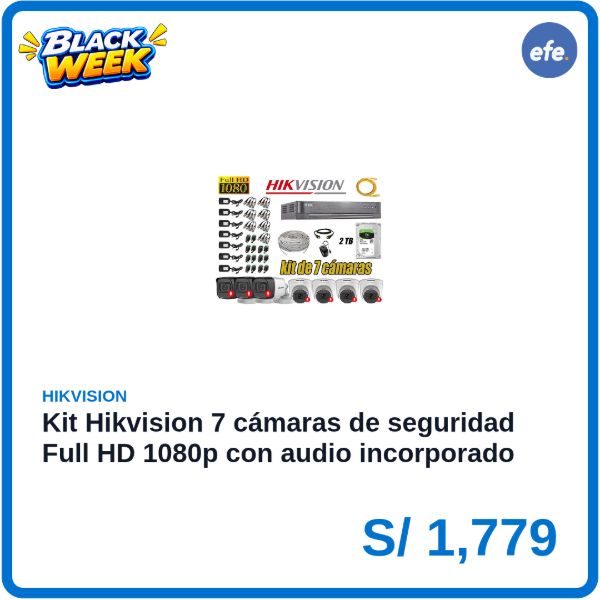 BLACK
WEEK
efe.
Full HD
1080
HIKVISION
2 TB
kit de 7 cámaras
HIKVISION
Kit Hikvision 7 cámaras de seguridad
Full HD 1080p con audio incorporado
S/ 1,779